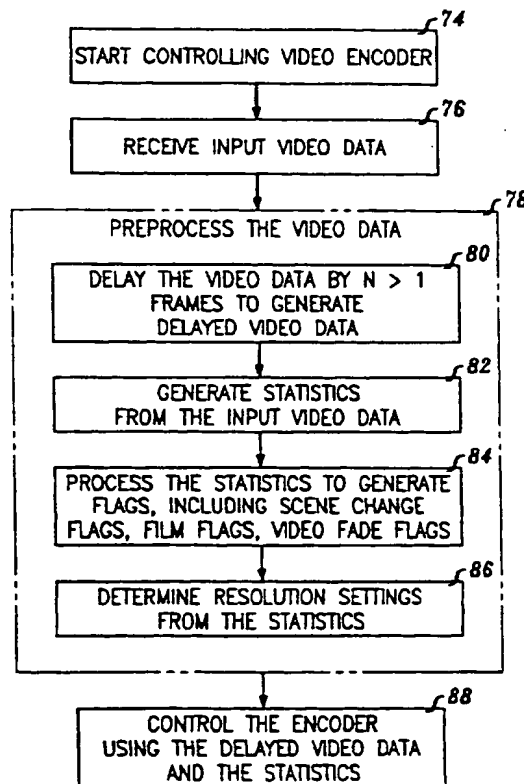 74
START CONTROLLING VIDEO ENCODER
76
RECEIVE INPUT VIDEO DATA
78
PREPROCESS THE VIDEO DATA
80
DELAY THE VIDEO DATA BY N > 1
FRAMES TO GENERATE
DELAYED VIDEO DATA
82
GENERATE STATISTICS
FROM THE INPUT VIDEO DATA
84
PROCESS THE STATISTICS TO GENERATE
FLAGS, INCLUDING SCENE CHANGE
FLAGS, FILM FLAGS, VIDEO FADE FLAGS
86
DETERMINE RESOLUTION SETTINGS
FROM THE STATISTICS
88
CONTROL THE ENCODER
USING THE DELAYED VIDEO DATA
AND THE STATISTICS